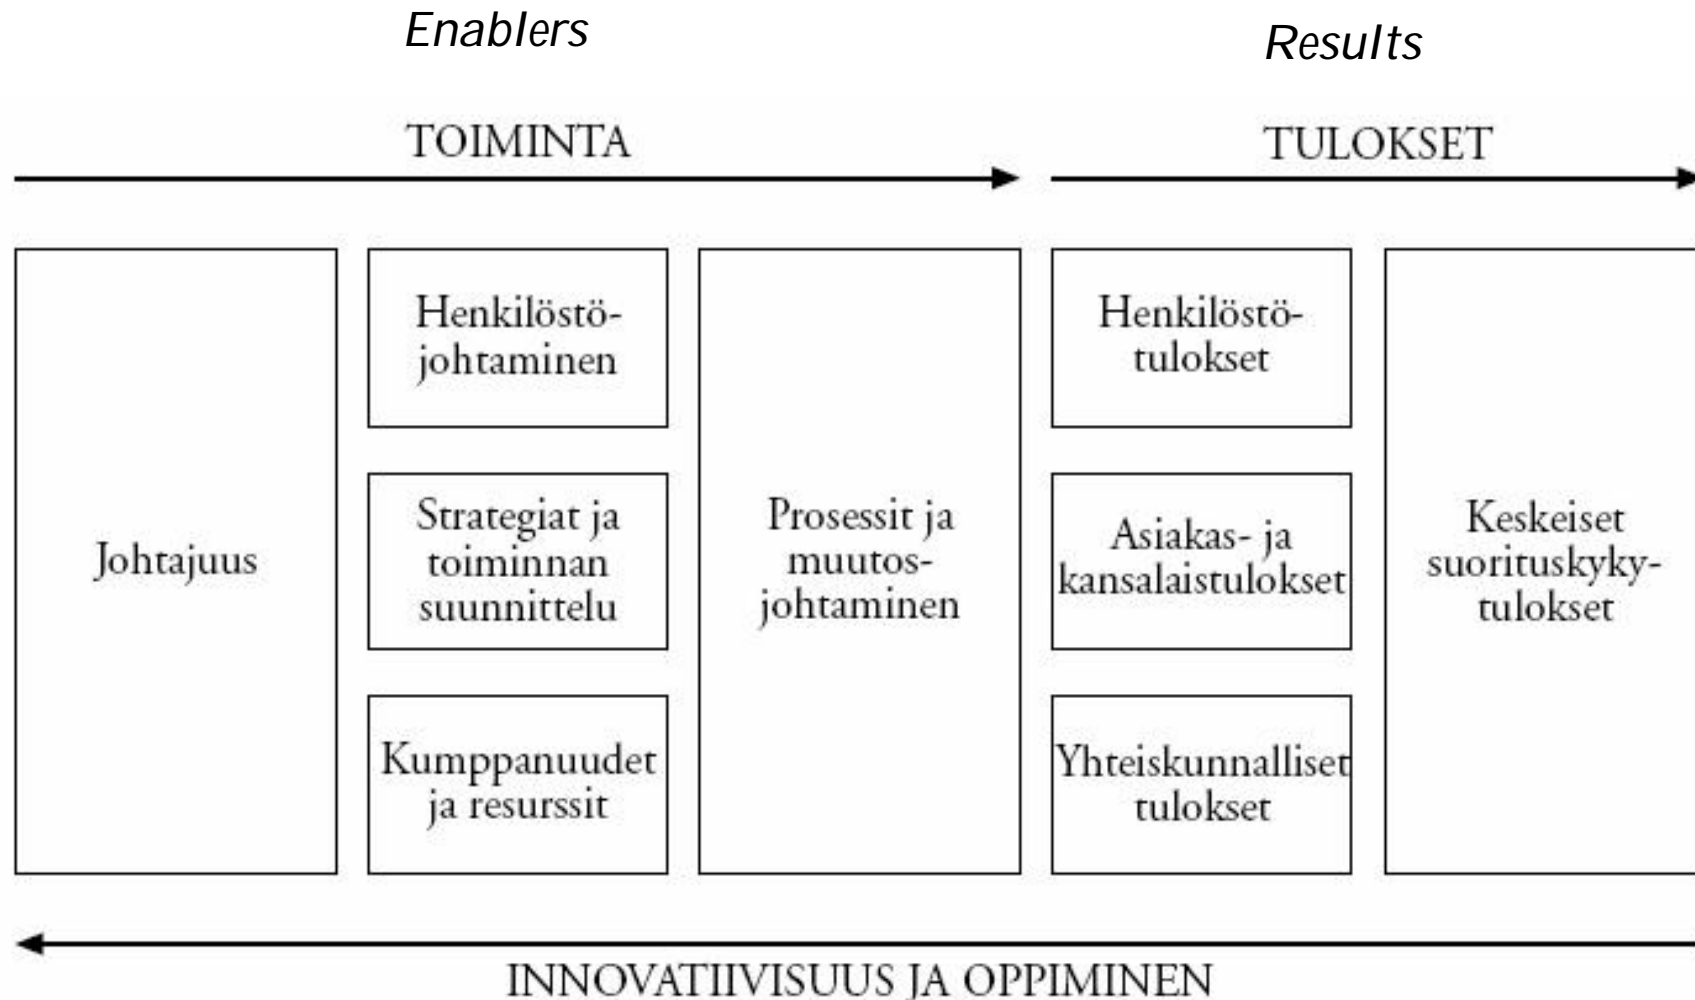 Enablers
Results
TOIMINTA
TULOKSET
Johtajuus
Henkilöstö-
johtaminen
Strategiat ja
toiminnan
suunnittelu
Kumppanuudet
ja resurssit
Prosessit ja
muutos-
johtaminen
Henkilöstö-
tulokset
Asiakas- ja
kansalaistulokset
Yhteiskunnalliset
tulokset
Keskeiset
suorituskyky-
tulokset
INNOVATIIVISUUS JA OPPIMINEN